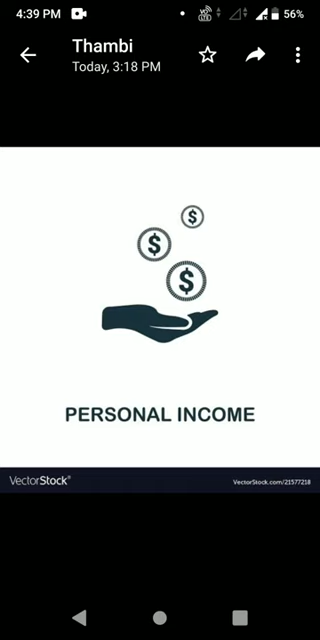 4:39 PM
56%
Thambi
Today, 3:18 PM
$
$
$
PERSONAL INCOME
VectorStock®
VectorStock.com/21577218